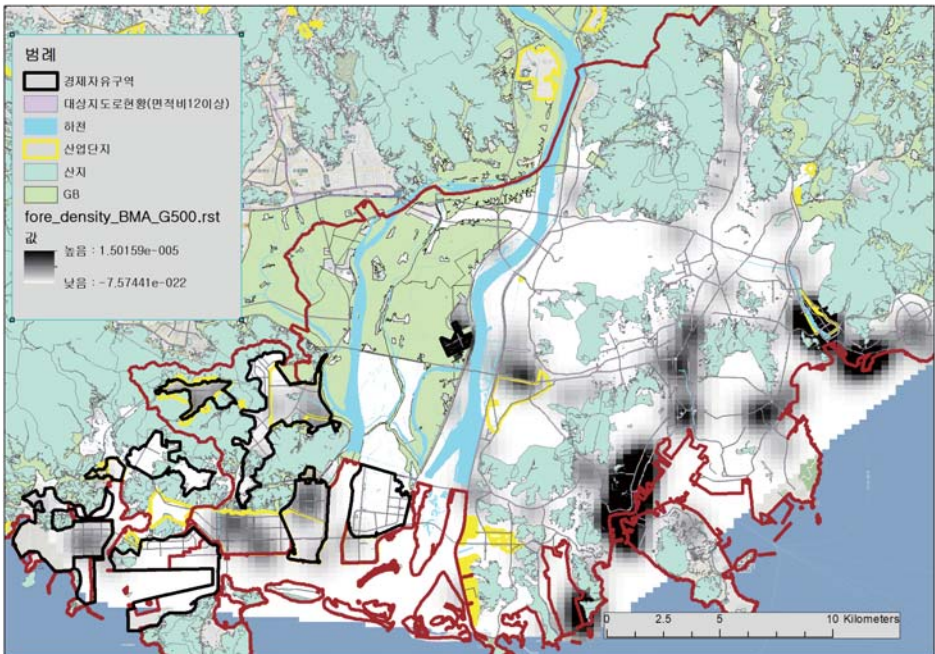 범례
경제자유구역
대상지도로현황(면적비12이상)
하천
산업단지
산지
GB
fore_density_BMA_G500.rst
값
높음 : 1.50159e-005
낮음 : -7.57441e-022
0 2.5 5 10 Kilometers